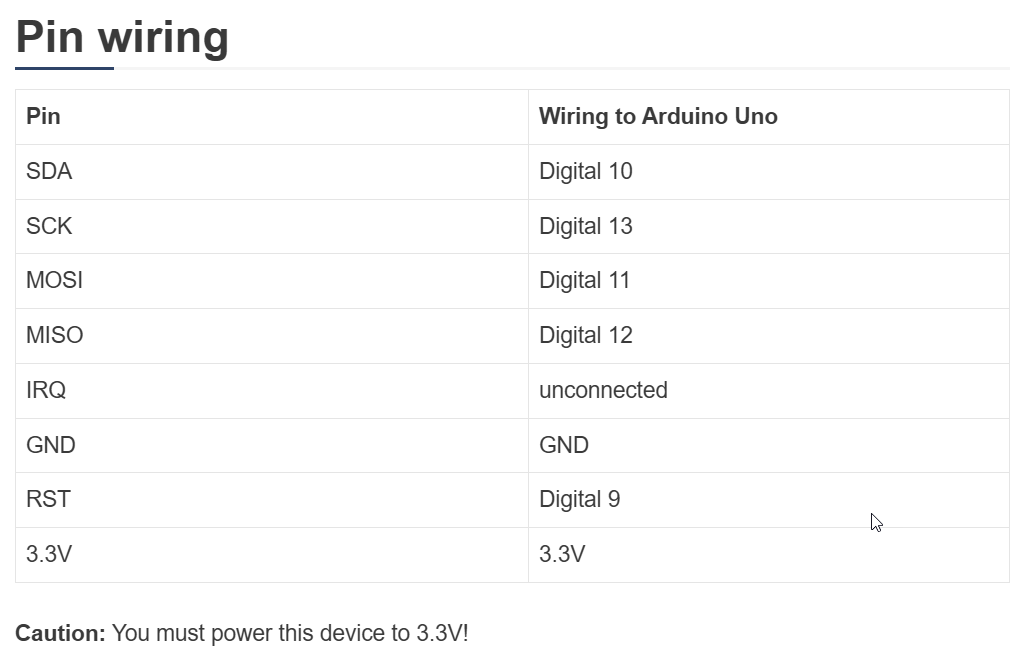 Pin wiring
Pin Wiring to Arduino Uno
SDA Digital 10
SCK Digital 13
MOSI Digital 11
MISO Digital 12
IRQ unconnected
GND GND
RST Digital 9
3.3V 3.3V
Caution: You must power this device to 3.3V!